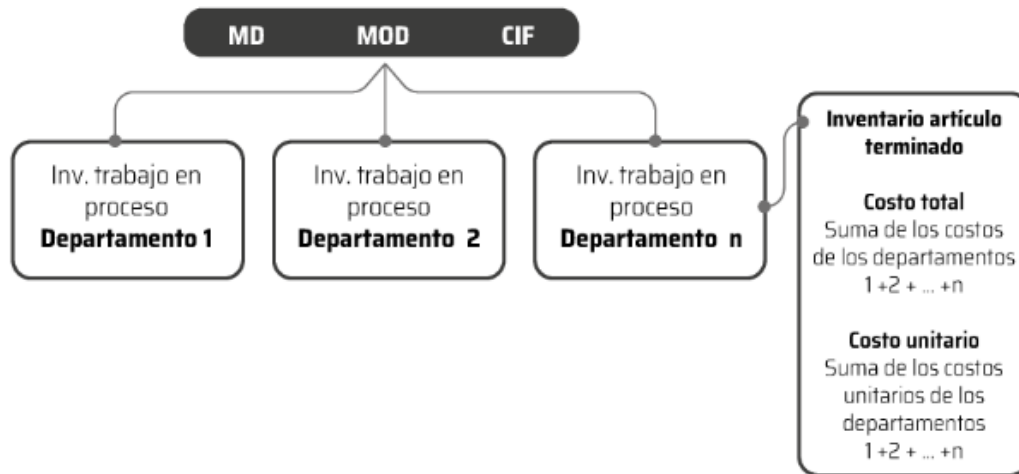 MD MOD CIF
Inv. trabajo en
proceso
Departamento 1
Inv. trabajo en
proceso
Departamento 2
Inv. trabajo en
proceso
Departamento n
Inventario artículo
terminado
Costo total
Suma de los costos
de los departamentos
1 +2 + ... +n
Costo unitario
Suma de los costos
unitarios de los
departamentos
1 +2 + ... +n